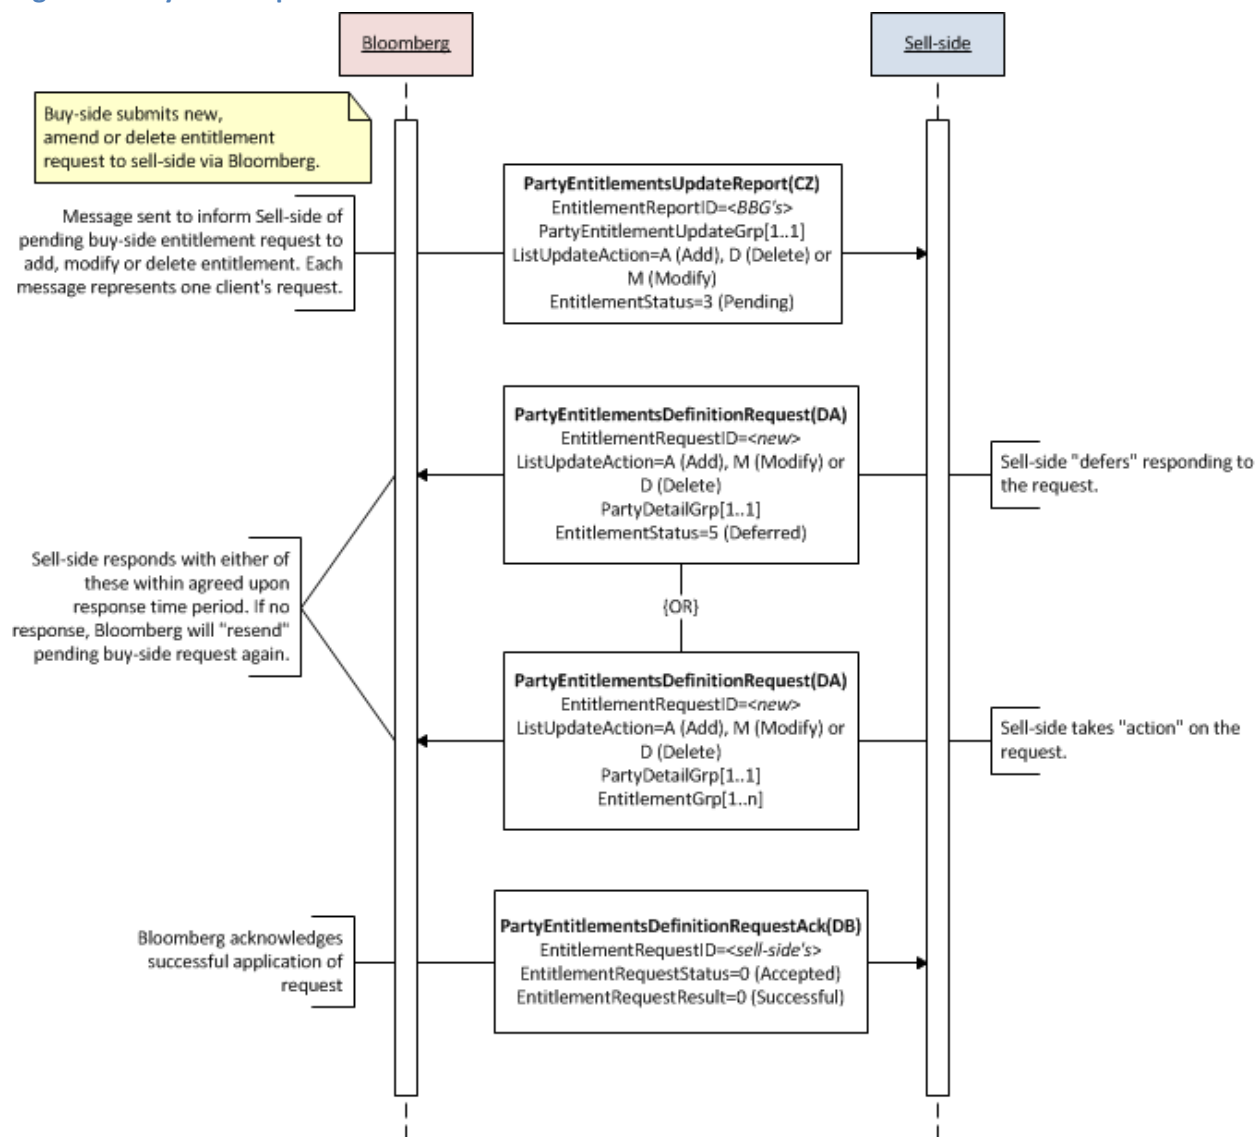 Bloomberg
Sell-side
Buy-side submits new,
amend or delete entitlement
request to sell-side via Bloomberg.
Message sent to inform Sell-side of
pending buy-side entitlement request to
add, modify or delete entitlement. Each
message represents one client's request.
PartyEntitlementsUpdateReport(CZ)
EntitlementReportID=<BBG's>
PartyEntitlementUpdateGrp[1..1]
ListUpdateAction=A (Add), D (Delete) or
M (Modify)
EntitlementStatus=3 (Pending)
PartyEntitlementsDefinitionRequest(DA)
EntitlementRequestID=<new>
ListUpdateAction=A (Add), M (Modify) or
D (Delete)
PartyDetailGrp[1..1]
EntitlementStatus=5 (Deferred)
Sell-side "defers" responding to
the request.
Sell-side responds with either of
these within agreed upon
response time period. If no
response, Bloomberg will "resend"
pending buy-side request again.
{OR}
PartyEntitlementsDefinitionRequest(DA)
EntitlementRequestID=<new>
ListUpdateAction=A (Add), M (Modify) or
D (Delete)
PartyDetailGrp[1..1]
EntitlementGrp[1..n]
Sell-side takes "action" on the
request.
Bloomberg acknowledges
successful application of
request
PartyEntitlementsDefinitionRequestAck(DB)
EntitlementRequestID=<sell-side's>
EntitlementRequestStatus=0 (Accepted)
EntitlementRequestResult=0 (Successful)